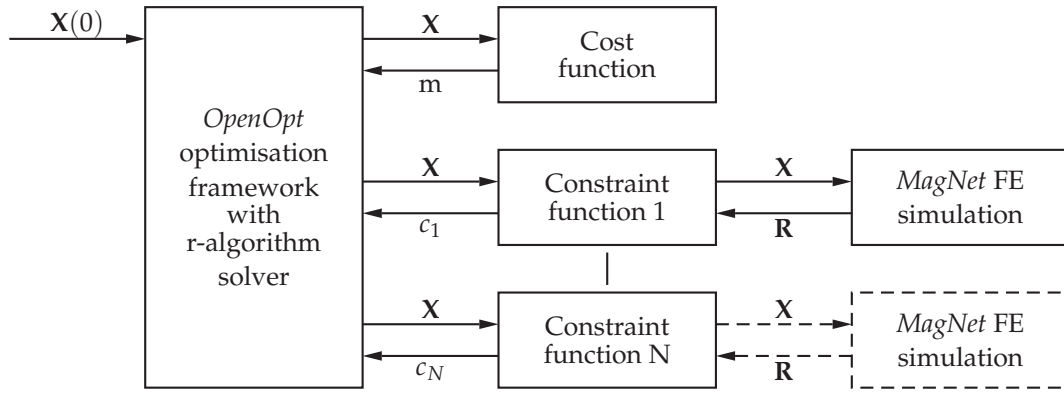 X(0)
OpenOpt
optimisation
framework
with
r-algorithm
solver
X
m
Cost
function
X
c1
Constraint
function 1
X
R
MagNet FE
simulation
X
cN
Constraint
function N
X
R
MagNet FE
simulation